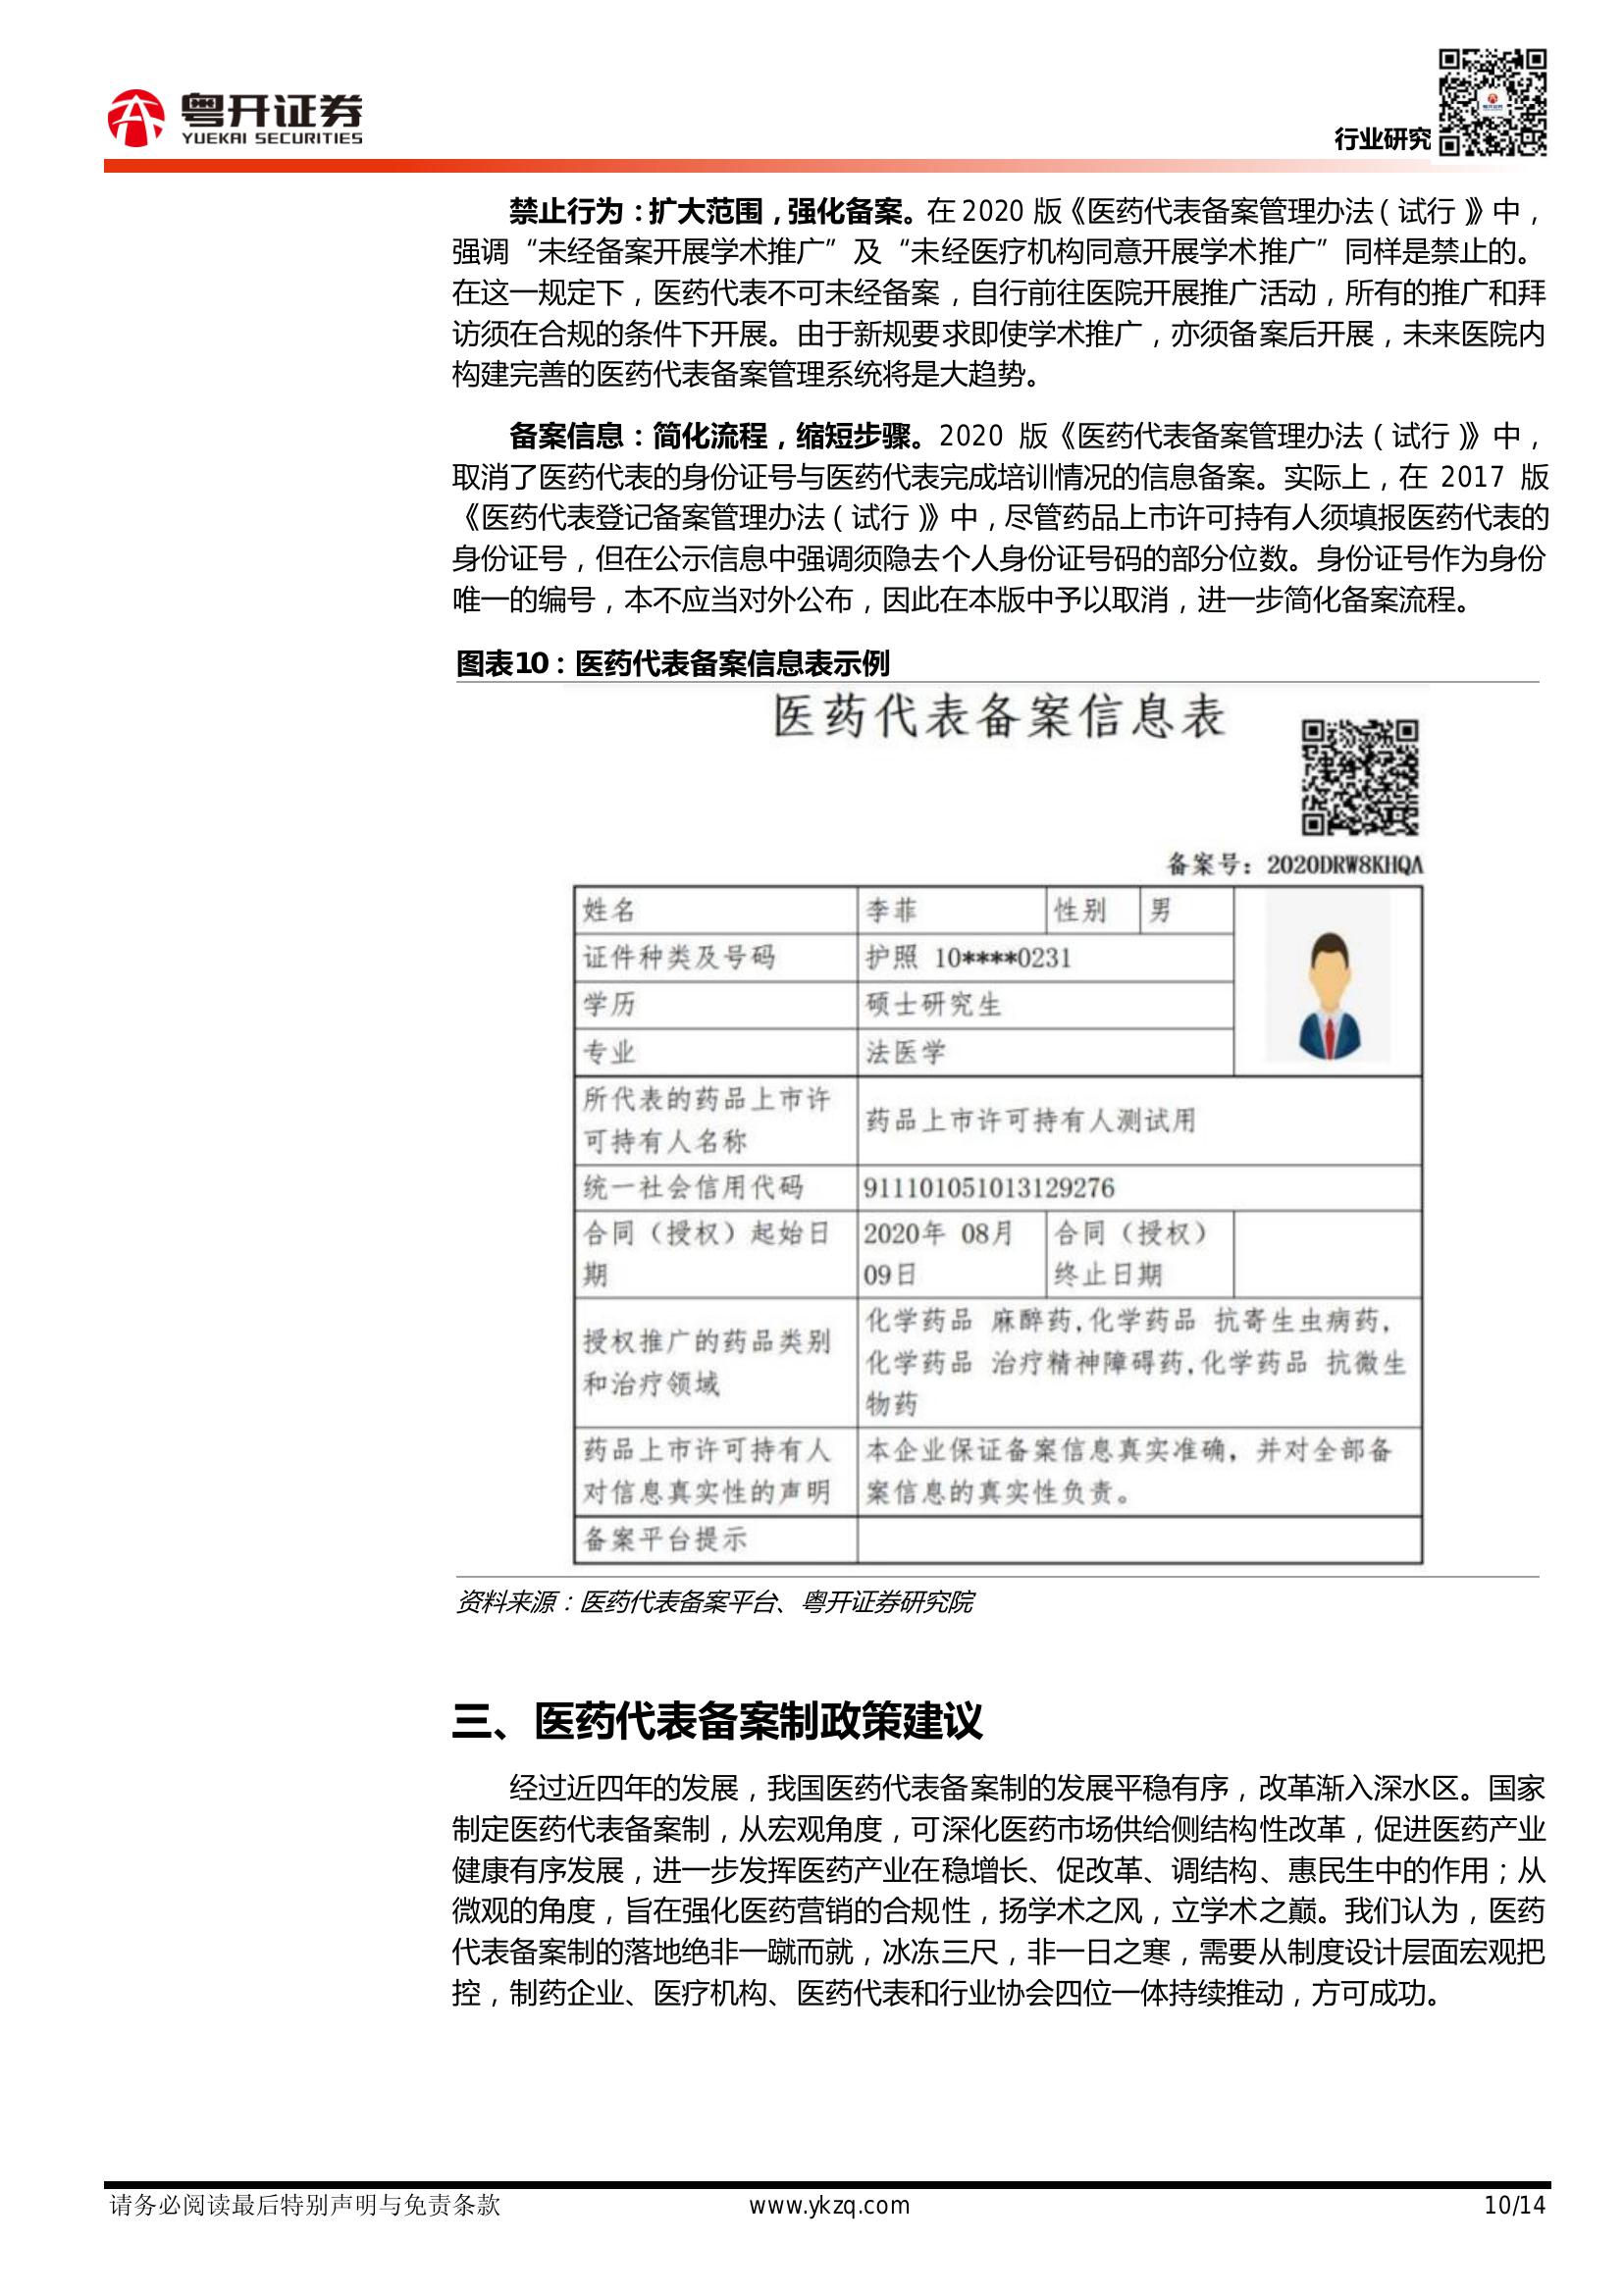 粤开证券
YUEKAI SECURITIES
行业研究
禁止行为：扩大范围，强化备案。在 2020 版《医药代表备案管理办法（试行）》中，
强调“未经备案开展学术推广”及“未经医疗机构同意开展学术推广”同样是禁止的。
在这一规定下，医药代表不可未经备案，自行前往医院开展推广活动，所有的推广和拜
访须在合规的条件下开展。由于新规要求即使学术推广，亦须备案后开展，未来医院内
构建完善的医药代表备案管理系统将是大趋势。
备案信息：简化流程，缩短步骤。2020 版《医药代表备案管理办法（试行）》中，
取消了医药代表的身份证号与医药代表完成培训情况的信息备案。实际上，在 2017 版
《医药代表登记备案管理办法（试行）》中，尽管药品上市许可持有人须填报医药代表的
身份证号，但在公示信息中强调须隐去个人身份证号码的部分位数。身份证号作为身份
唯一的编号，本不应当对外公布，因此在本版中予以取消，进一步简化备案流程。
图表10：医药代表备案信息表示例
医药代表备案信息表
备案号：2020DRW8KHQA
姓名 李菲 性别 男
证件种类及号码 护照 10****0231
学历 硕士研究生
专业 法医学
所代表的药品上市许
可持有人名称
药品上市许可持有人测试用
统一社会信用代码 911101051013129276
合同（授权）起始日
期
2020年 08月
09日
合同（授权）
终止日期
授权推广的药品类别
和治疗领域
化学药品 麻醉药,化学药品 抗寄生虫病药,
化学药品 治疗精神障碍药,化学药品 抗微生
物药
药品上市许可持有人
对信息真实性的声明
本企业保证备案信息真实准确，并对全部备
案信息的真实性负责。
备案平台提示
资料来源：医药代表备案平台、粤开证券研究院
三、医药代表备案制政策建议
经过近四年的发展，我国医药代表备案制的发展平稳有序，改革渐入深水区。国家
制定医药代表备案制，从宏观角度，可深化医药市场供给侧结构性改革，促进医药产业
健康有序发展，进一步发挥医药产业在稳增长、促改革、调结构、惠民生中的作用；从
微观的角度，旨在强化医药营销的合规性，扬学术之风，立学术之巅。我们认为，医药
代表备案制的落地绝非一蹴而就，冰冻三尺，非一日之寒，需要从制度设计层面宏观把
控，制药企业、医疗机构、医药代表和行业协会四位一体持续推动，方可成功。
请务必阅读最后特别声明与免责条款
www.ykzq.com
10/14